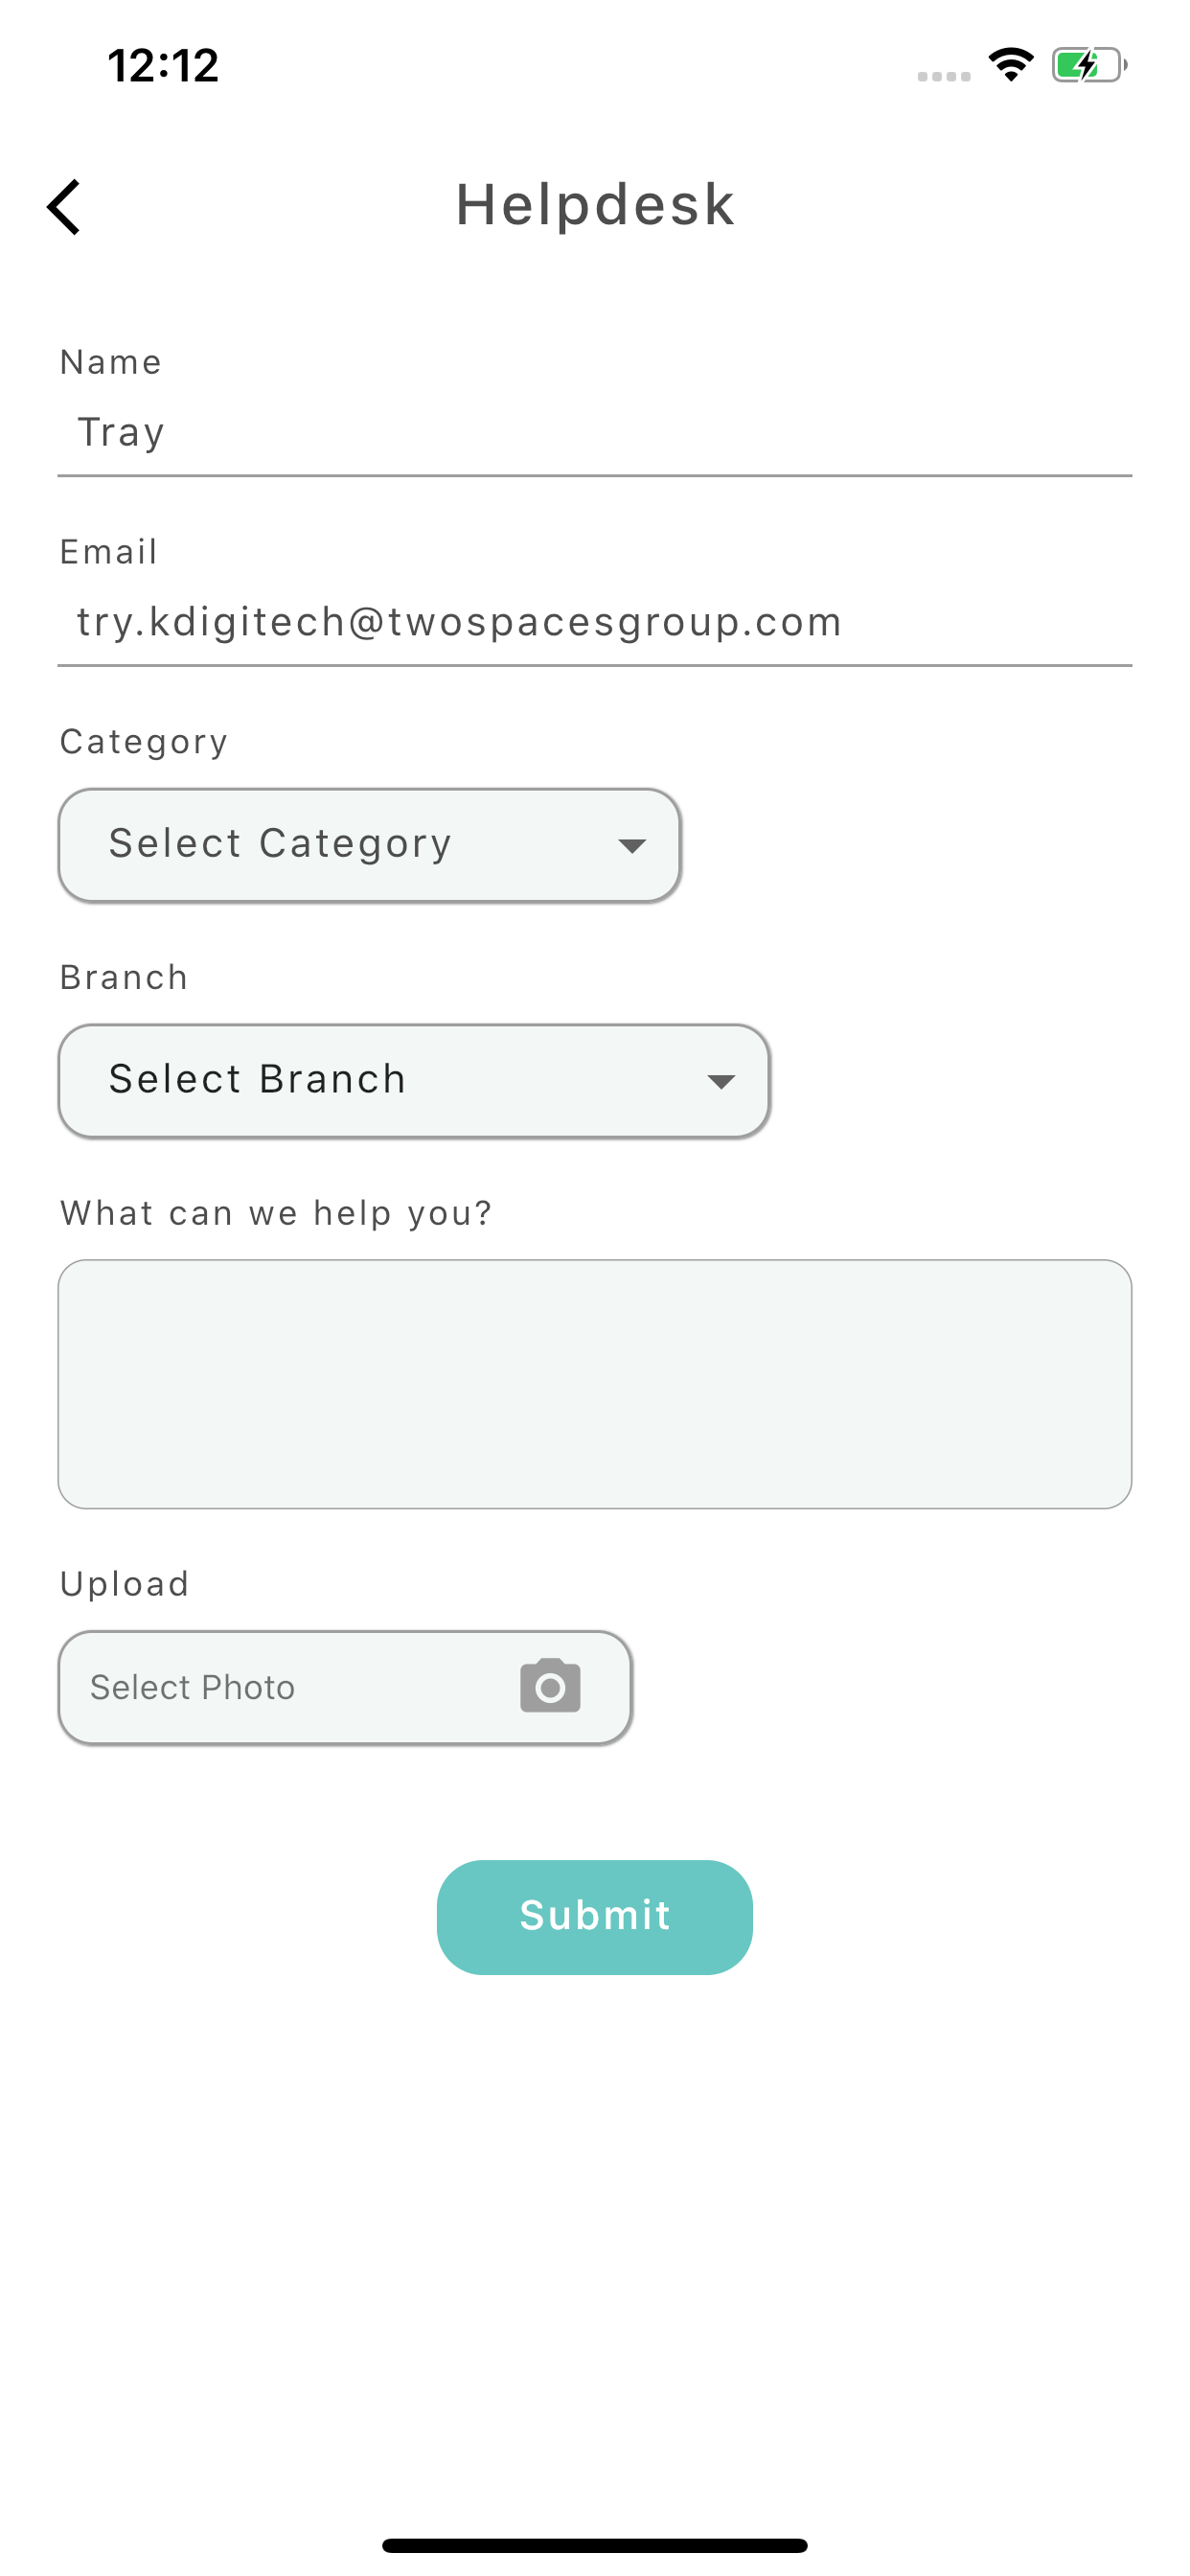 12:12
Helpdesk
Name
Tray
Email
try.kdigitech@twospacesgroup.com
Category
Select Category
Branch
Select Branch
What can we help you?
Upload
Select Photo
Submit